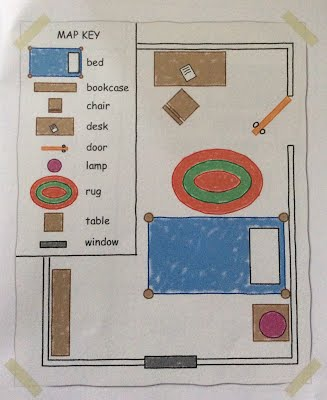 MAP KEY
bed
bookcase
chair
desk
door
lamp
rug
table
window